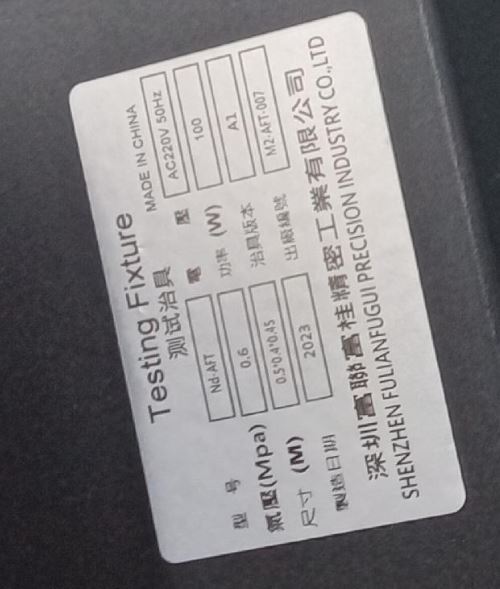 Testing Fixture
测试治具 MADE IN CHINA
型 号 Nd-AFT 電 壓 AC220V 50Hz
氣壓(Mpa) 0.6 功率 (W) 100
尺寸 (M) 0.5*0.4*0.45 治具版本 A1
製造日期 2023 出廠編號 M2-AFT-007
深圳富聯富桂精密工業有限公司
SHENZHEN FULIANFUGUI PRECISION INDUSTRY CO.,LTD